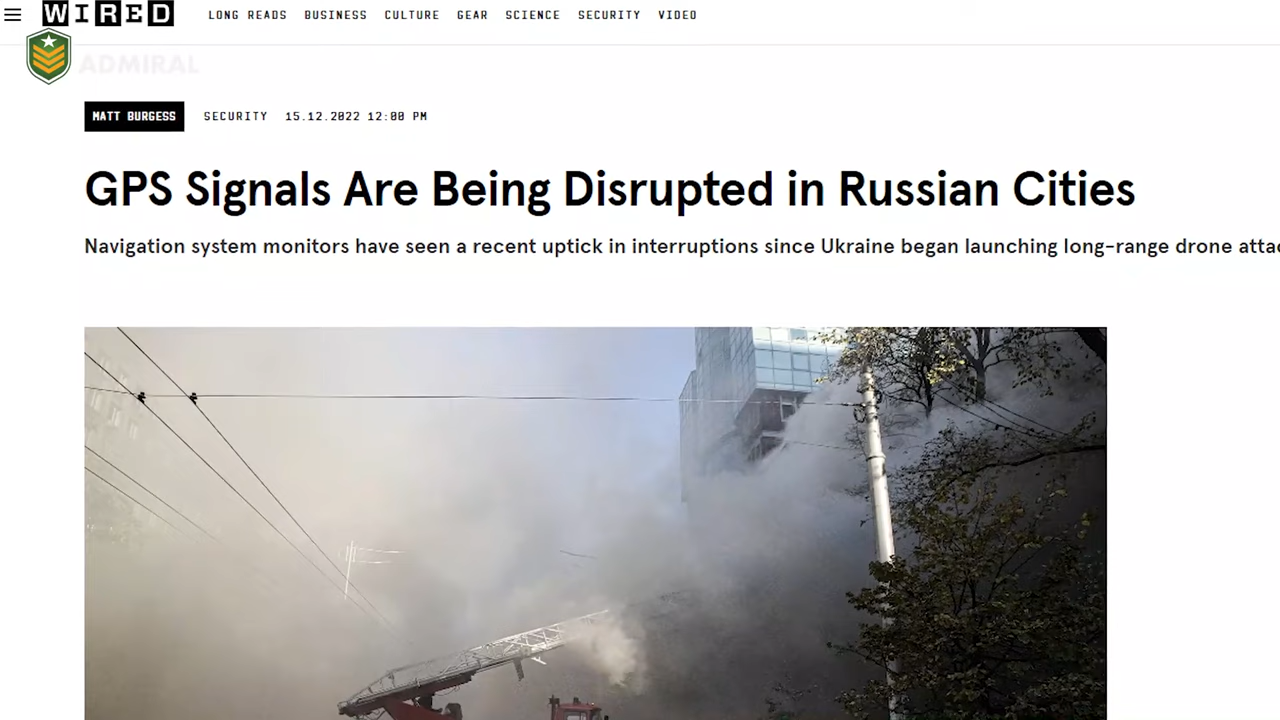 WIRED
LONG READS BUSINESS CULTURE GEAR SCIENCE SECURITY VIDEO
ADMIRAL
MATT BURGESS SECURITY 15.12.2022 12:00 PM
GPS Signals Are Being Disrupted in Russian Cities
Navigation system monitors have seen a recent uptick in interruptions since Ukraine began launching long-range drone